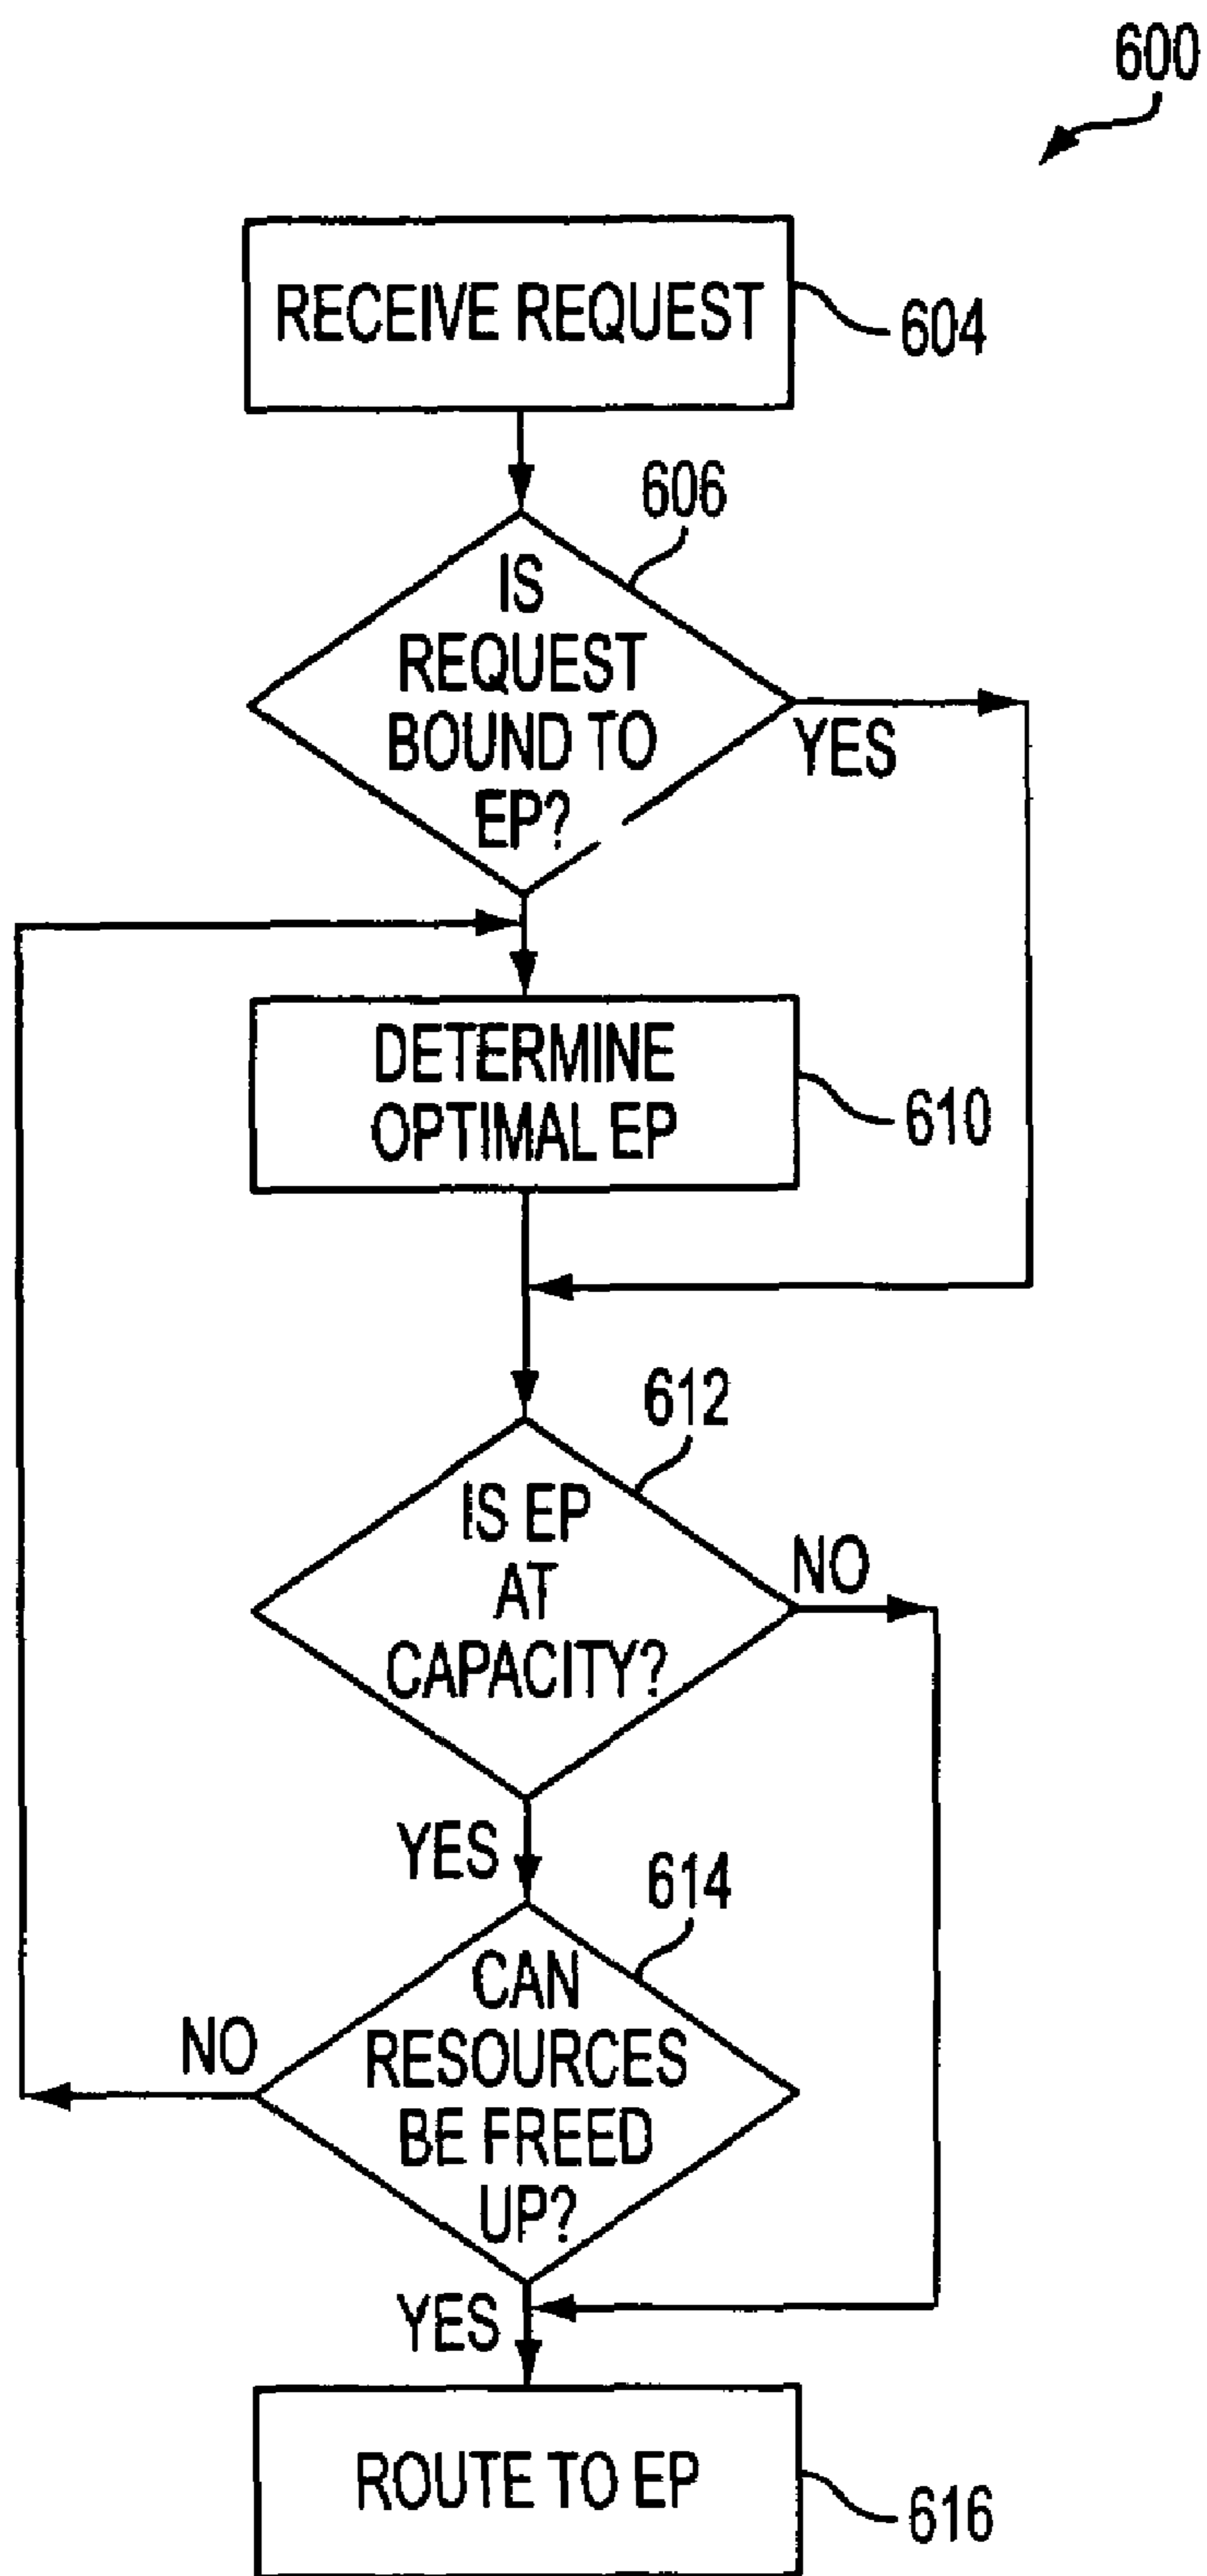 600
RECEIVE REQUEST
604
606
IS
REQUEST
BOUND TO
EP?
YES
DETERMINE
OPTIMAL EP
610
612
IS EP
AT
CAPACITY?
NO
YES
614
CAN
RESOURCES
BE FREED
UP?
NO
YES
ROUTE TO EP
616